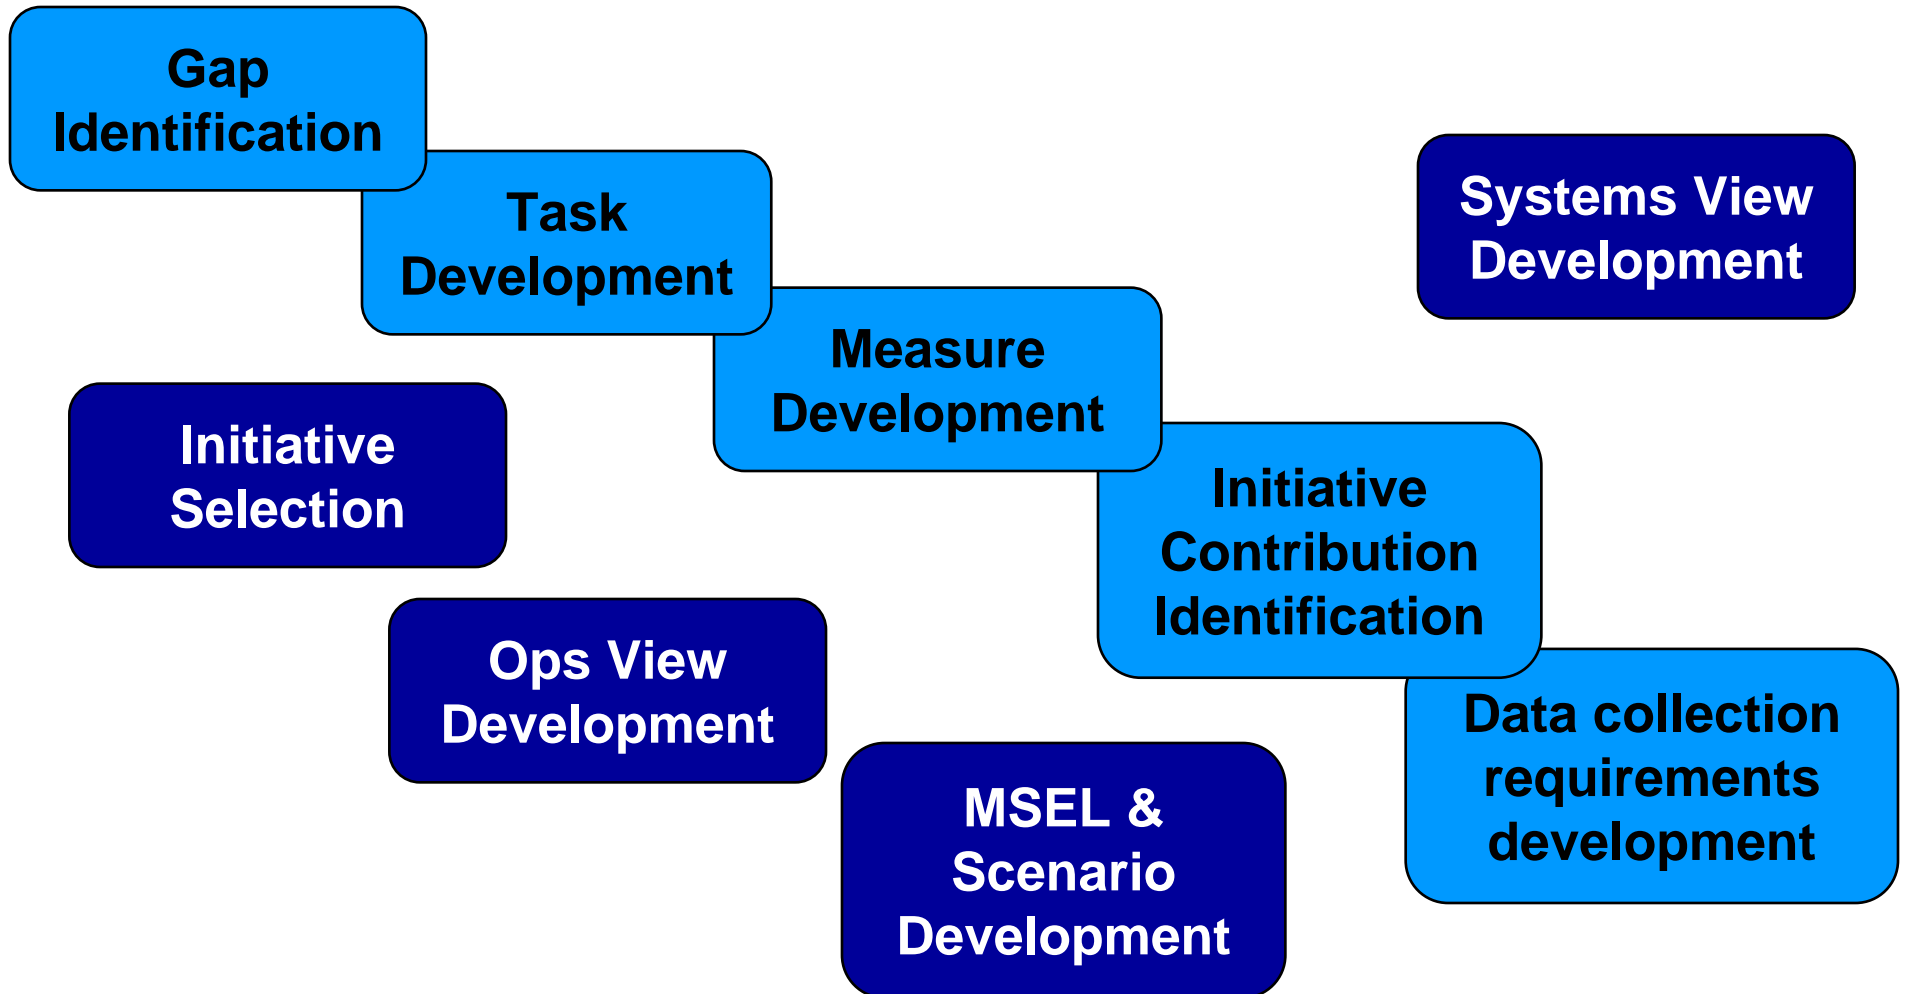 Gap
Identification
Task
Development
Measure
Development
Initiative
Contribution
Identification
Data collection
requirements
development
Systems View
Development
Initiative
Selection
Ops View
Development
MSEL &
Scenario
Development